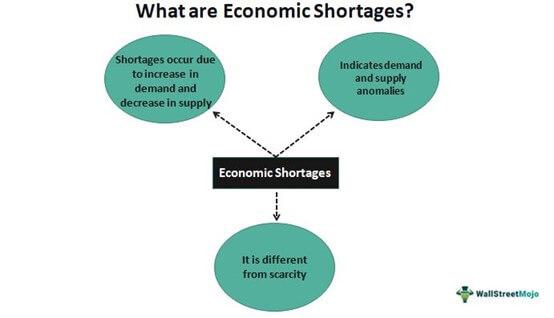 What are Economic Shortages?
Shortages occur due
to increase in
demand and
decrease in supply
Indicates demand
and supply
anomalies
Economic Shortages
It is different
from scarcity
WallStreetMojo